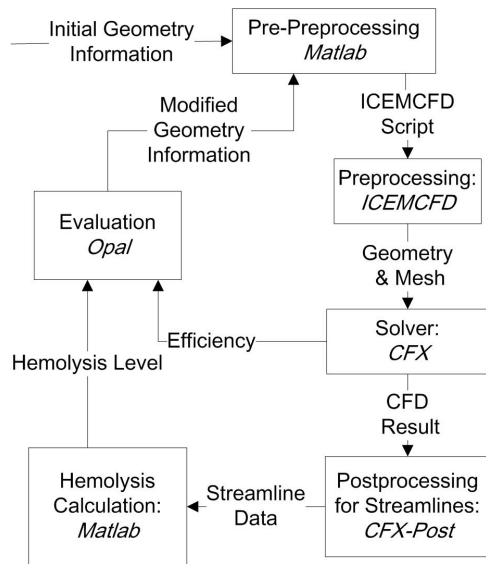 Initial Geometry
Information
Pre-Preprocessing
Matlab
Modified
Geometry
Information
ICEMCFD
Script
Preprocessing:
ICEMCFD
Evaluation
Opal
Geometry
& Mesh
Efficiency
Solver:
CFX
Hemolysis Level
CFD
Result
Hemolysis
Calculation:
Matlab
Streamline
Data
Postprocessing
for Streamlines:
CFX-Post